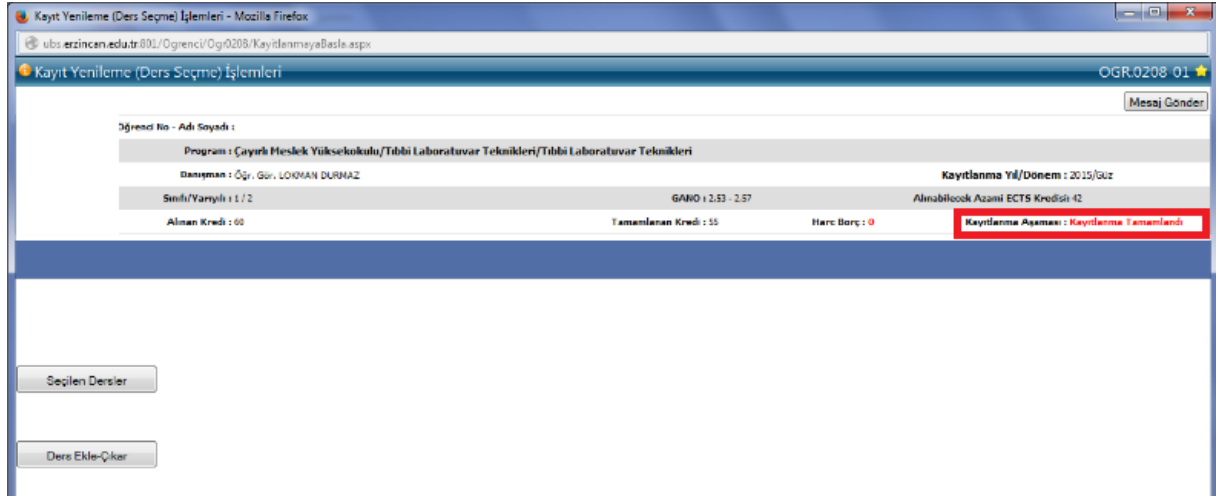 Kayıt Yenileme (Ders Seçme) İşlemleri - Mozilla Firefox
ubs.erzincan.edu.tr:801/Ogrenci/Ogr0208/KayitlanmayaBasla.aspx
Kayıt Yenileme (Ders Seçme) İşlemleri OGR.0208-01
Mesaj Gönder
Öğrenci No - Adı Soyadı :
Program : Çayırlı Meslek Yüksekokulu/Tıbbi Laboratuvar Teknikleri/Tıbbi Laboratuvar Teknikleri
Danışman : Öğr. Gör. LOKMAN DURMAZ Kayıtlanma Yıl/Dönem : 2015/Güz
Sınıfı/Yarıyılı : 1 / 2 GANO : 2.53 - 2.57 Alınabilecek Azami ECTS Kredisi: 42
Alınan Kredi : 60 Tamamlanan Kredi : 55 Harc Borç : 0 Kayıtlanma Aşaması : Kayıtlanma Tamamlandı
Seçilen Dersler
Ders Ekle-Çıkar